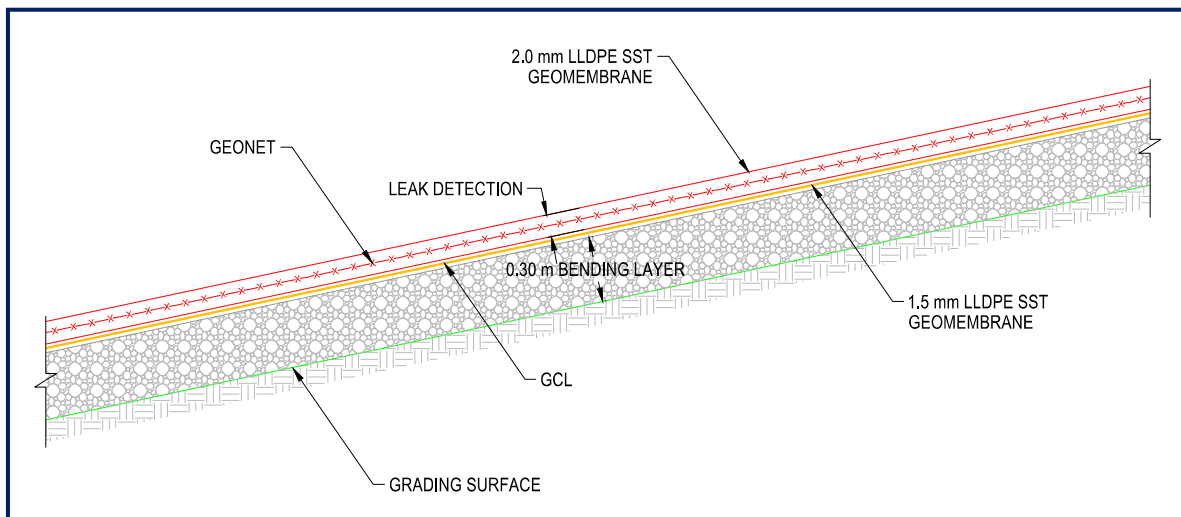 2.0 mm LLDPE SST
GEOMEMBRANE
GEONET
LEAK DETECTION
0.30 m BENDING LAYER
1.5 mm LLDPE SST
GEOMEMBRANE
GCL
GRADING SURFACE